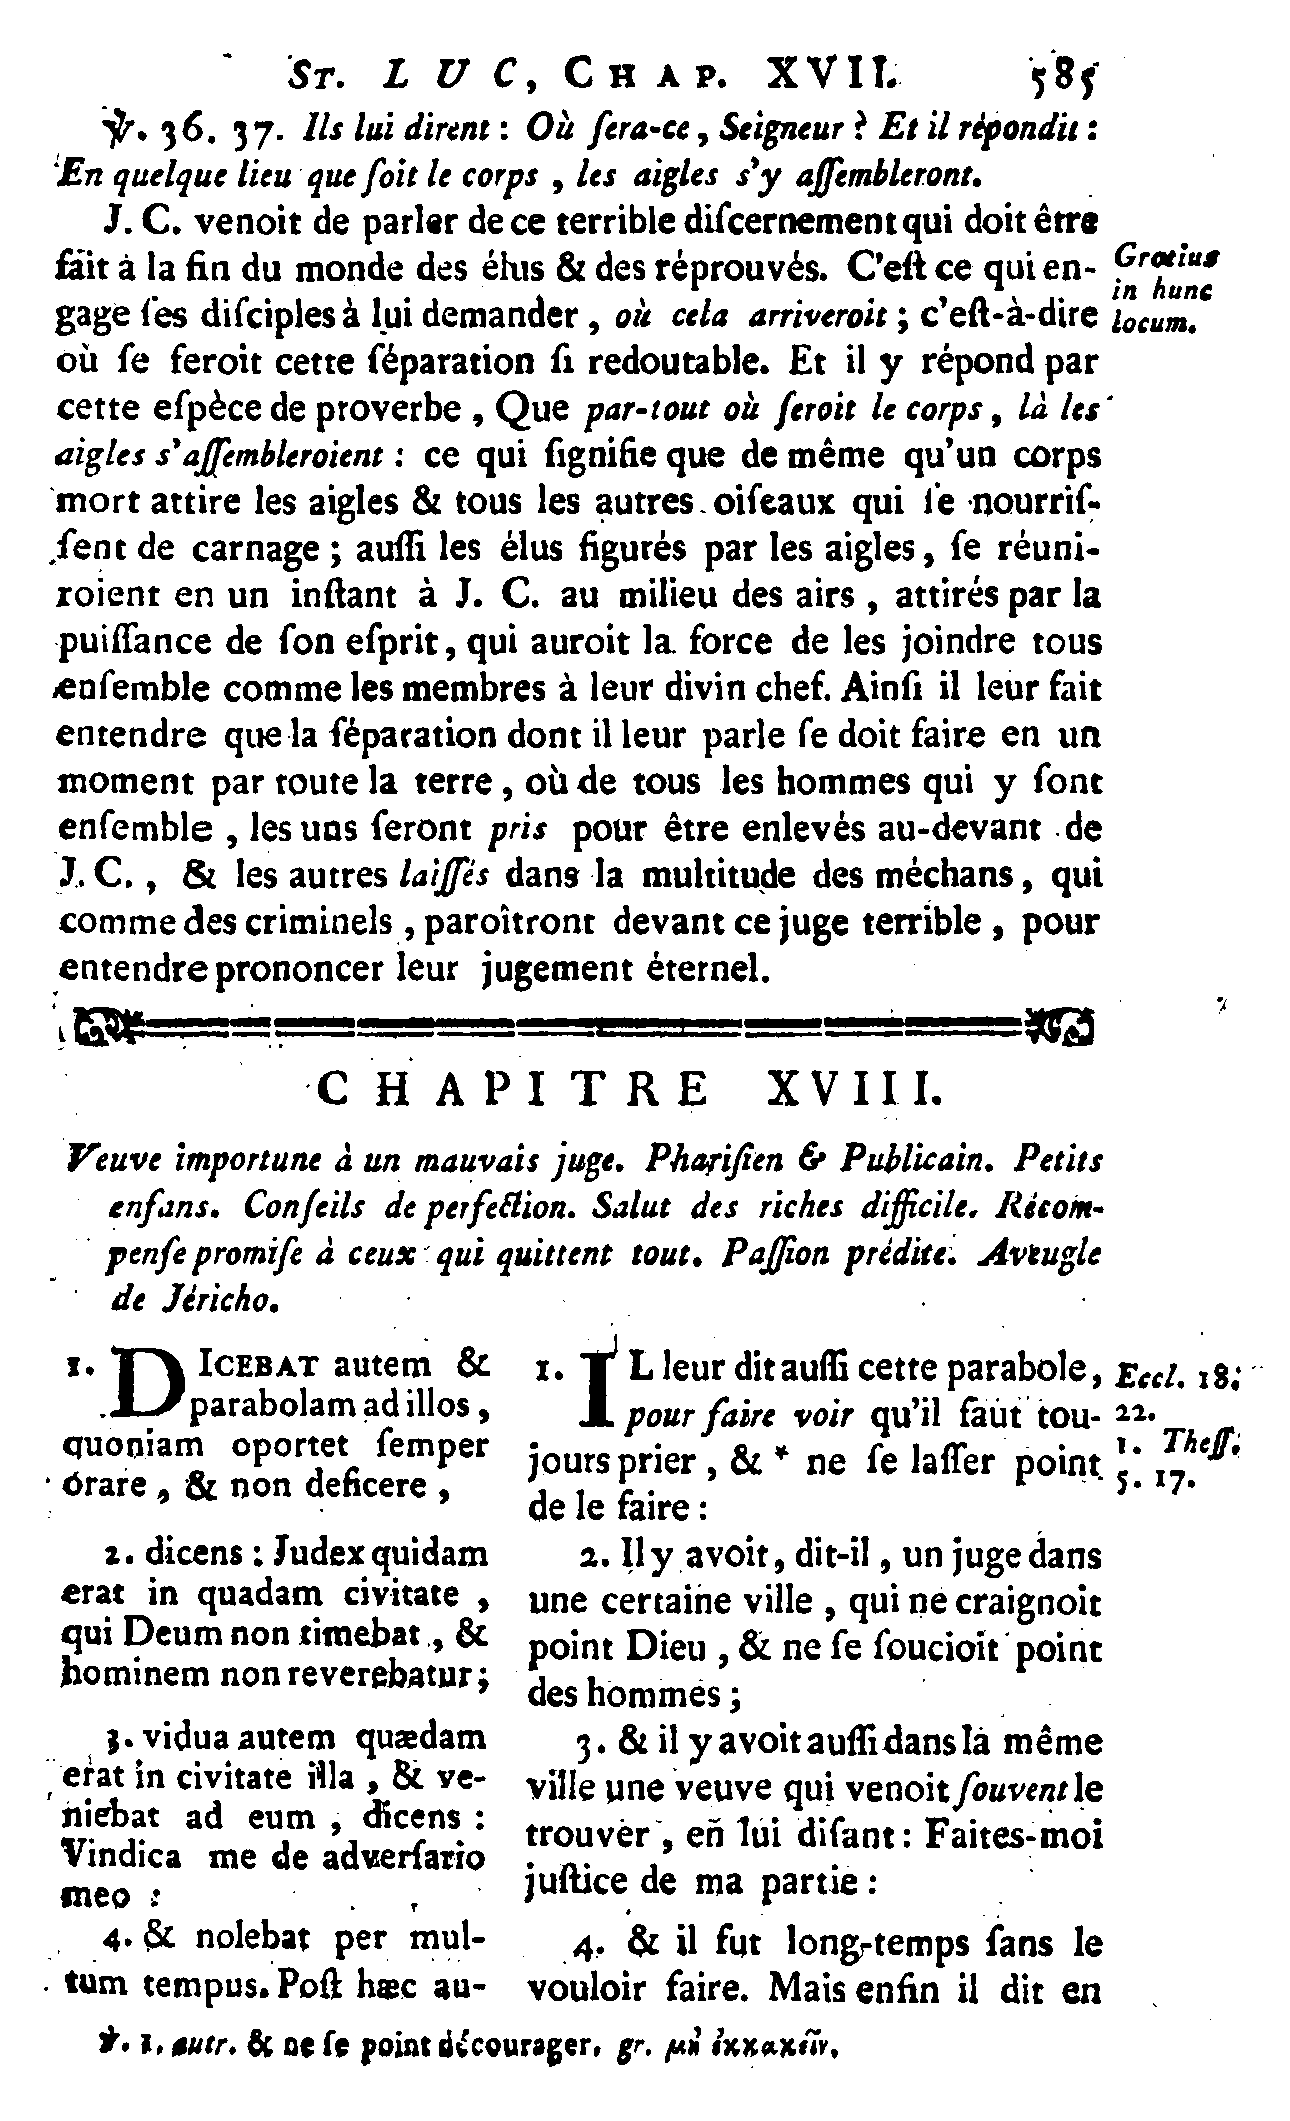 ST. LUC, CHAP. XVII. 585
℣. 36. 37. Ils lui dirent : Où ſera-ce, Seigneur ? Et il répondit :
En quelque lieu que ſoit le corps, les aigles s'y aſſembleront.
J. C. venoit de parler de ce terrible diſcernement qui doit être
fait à la fin du monde des élus & des réprouvés. C'eſt ce qui en-
gage ſes diſciples à lui demander, où cela arriveroit ; c'eſt-à-dire
où ſe feroit cette ſéparation ſi redoutable. Et il y répond par
cette eſpèce de proverbe, Que par-tout où ſeroit le corps, là les
aigles s'aſſembleroient : ce qui ſignifie que de même qu'un corps
mort attire les aigles & tous les autres oiſeaux qui ſe nourriſ-
ſent de carnage ; auſſi les élus figurés par les aigles, ſe réuni-
roient en un inſtant à J. C. au milieu des airs, attirés par la
puiſſance de ſon eſprit, qui auroit la force de les joindre tous
enſemble comme les membres à leur divin chef. Ainſi il leur fait
entendre que la ſéparation dont il leur parle ſe doit faire en un
moment par toute la terre, où de tous les hommes qui y ſont
enſemble, les uns ſeront pris pour être enlevés au-devant de
J. C., & les autres laiſſés dans la multitude des méchans, qui
comme des criminels, paroîtront devant ce juge terrible, pour
entendre prononcer leur jugement éternel.
Grotius
in hunc
locum.
CHAPITRE XVIII.
Veuve importune à un mauvais juge. Phariſien & Publicain. Petits
enfans. Conſeils de perfection. Salut des riches difficile. Récom-
penſe promiſe à ceux qui quittent tout. Paſſion prédite. Aveugle
de Jéricho.
1. DICEBAT autem &
parabolam ad illos,
quoniam oportet ſemper
orare, & non deficere,
2. dicens : Judex quidam
erat in quadam civitate,
qui Deum non timebat, &
hominem non reverebatur ;
3. vidua autem quædam
erat in civitate illa, & ve-
niebat ad eum, dicens :
Vindica me de adverſario
meo :
4. & nolebat per mul-
tum tempus. Poſt hæc au-
1. IL leur dit auſſi cette parabole,
pour faire voir qu'il faut tou-
jours prier, & * ne ſe laſſer point
de le faire :
2. Il y avoit, dit-il, un juge dans
une certaine ville, qui ne craignoit
point Dieu, & ne ſe ſoucioit point
des hommes ;
3. & il y avoit auſſi dans la même
ville une veuve qui venoit ſouvent le
trouver, en lui diſant : Faites-moi
juſtice de ma partie :
4. & il fut long-temps ſans le
vouloir faire. Mais enfin il dit en
Eccl. 18.
22.
1. Theſſ.
5. 17.
℣. 1. autr. & ne ſe point décourager. gr. μὴ ἐκκακεῖν.